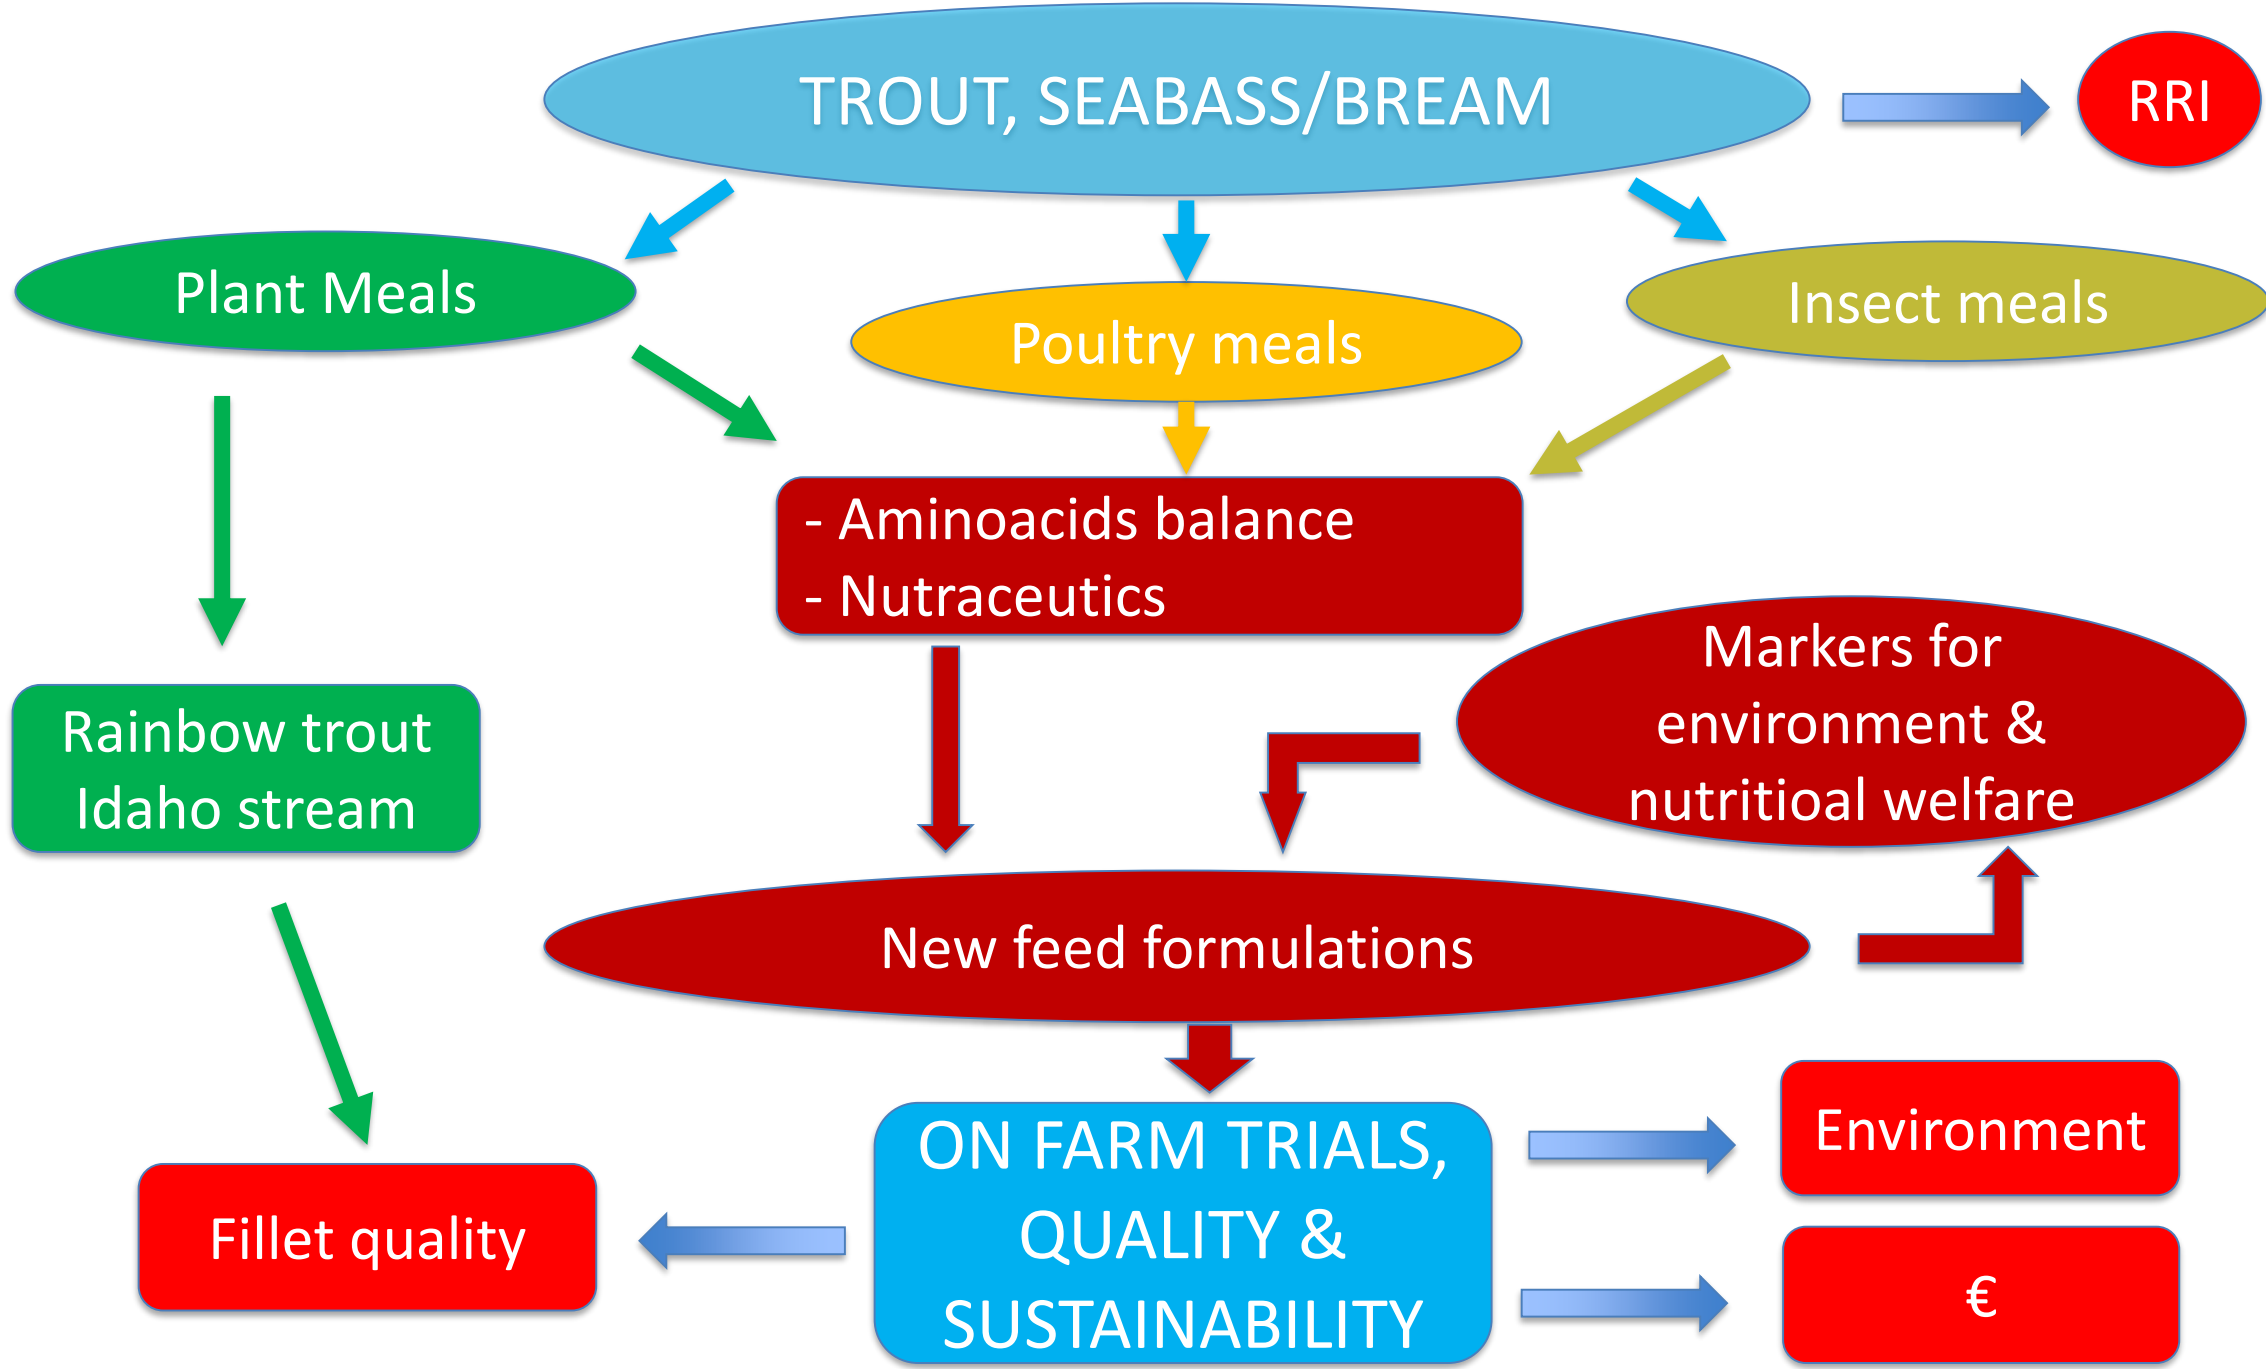 TROUT, SEABASS/BREAM
RRI
Plant Meals
Poultry meals
Insect meals
- Aminoacids balance
- Nutraceutics
Markers for
environment &
nutritioal welfare
Rainbow trout
Idaho stream
New feed formulations
ON FARM TRIALS,
QUALITY &
SUSTAINABILITY
Environment
Fillet quality
€